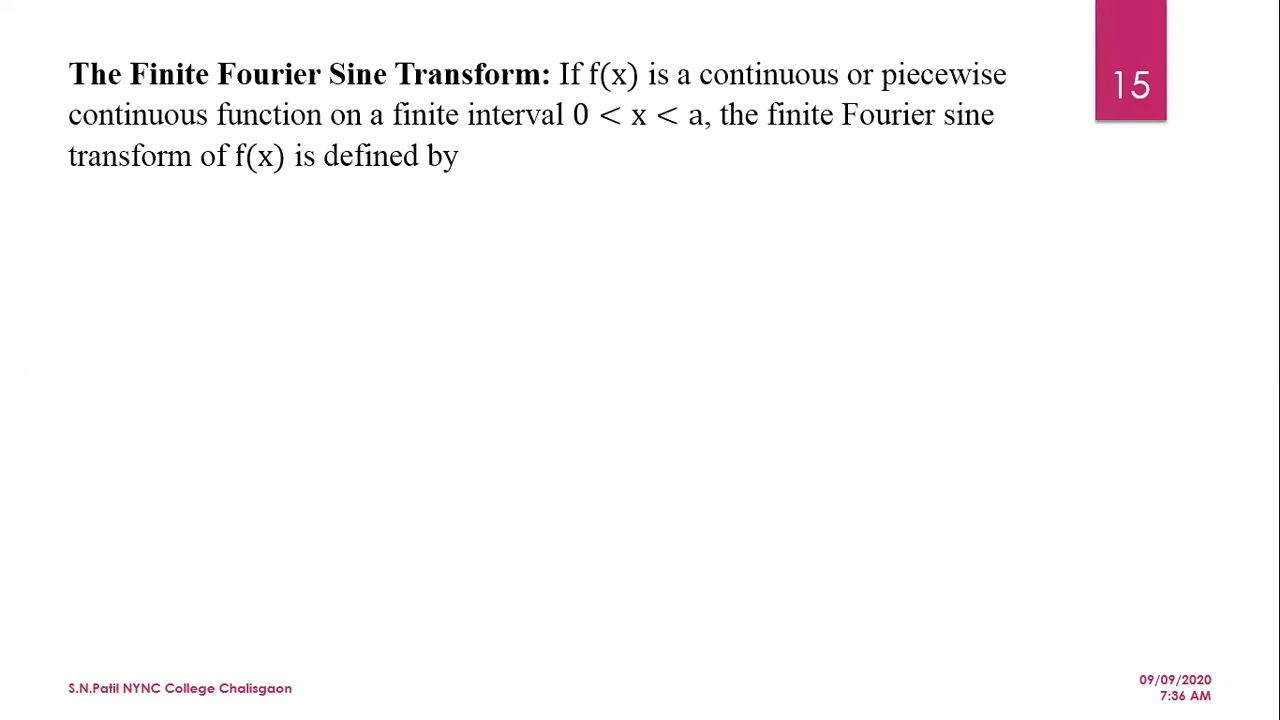 The Finite Fourier Sine Transform: If f(x) is a continuous or piecewise
continuous function on a finite interval 0 < x < a, the finite Fourier sine
transform of f(x) is defined by
15
S.N.Patil NYNC College Chalisgaon
09/09/2020
7:36 AM